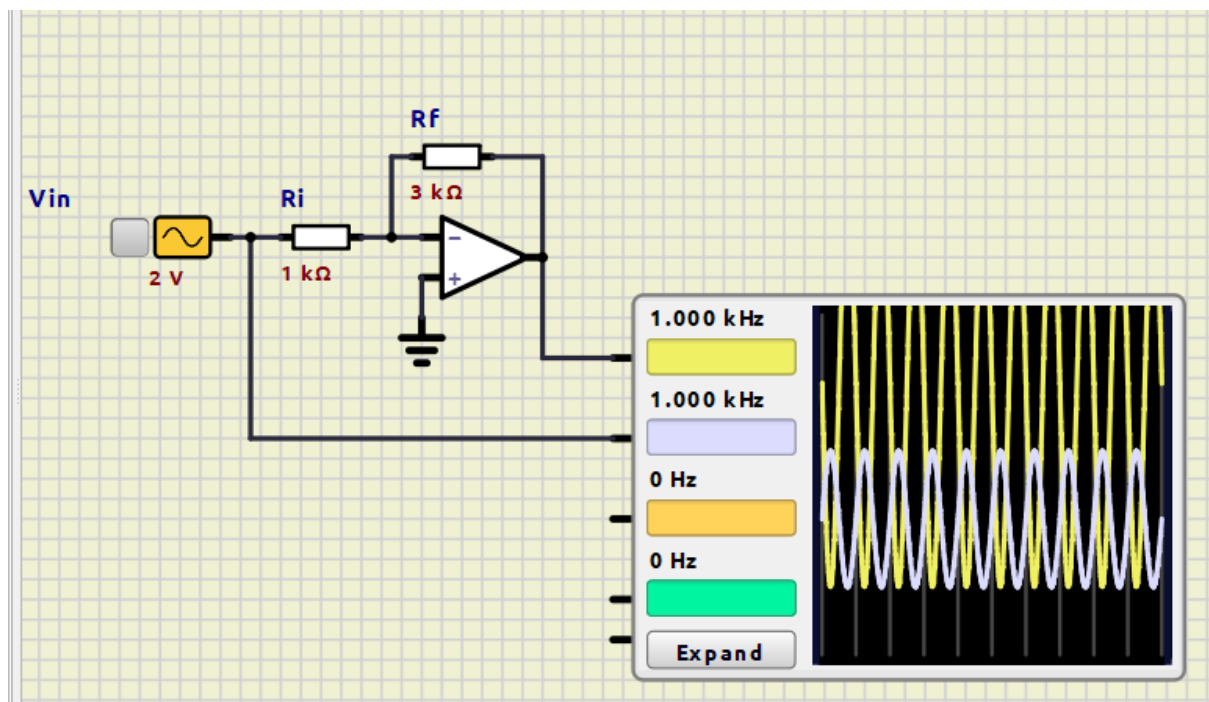 Rf
3 kΩ
Vin
Ri
2 V
1 kΩ
−
+
1.000 kHz
1.000 kHz
0 Hz
0 Hz
Expand